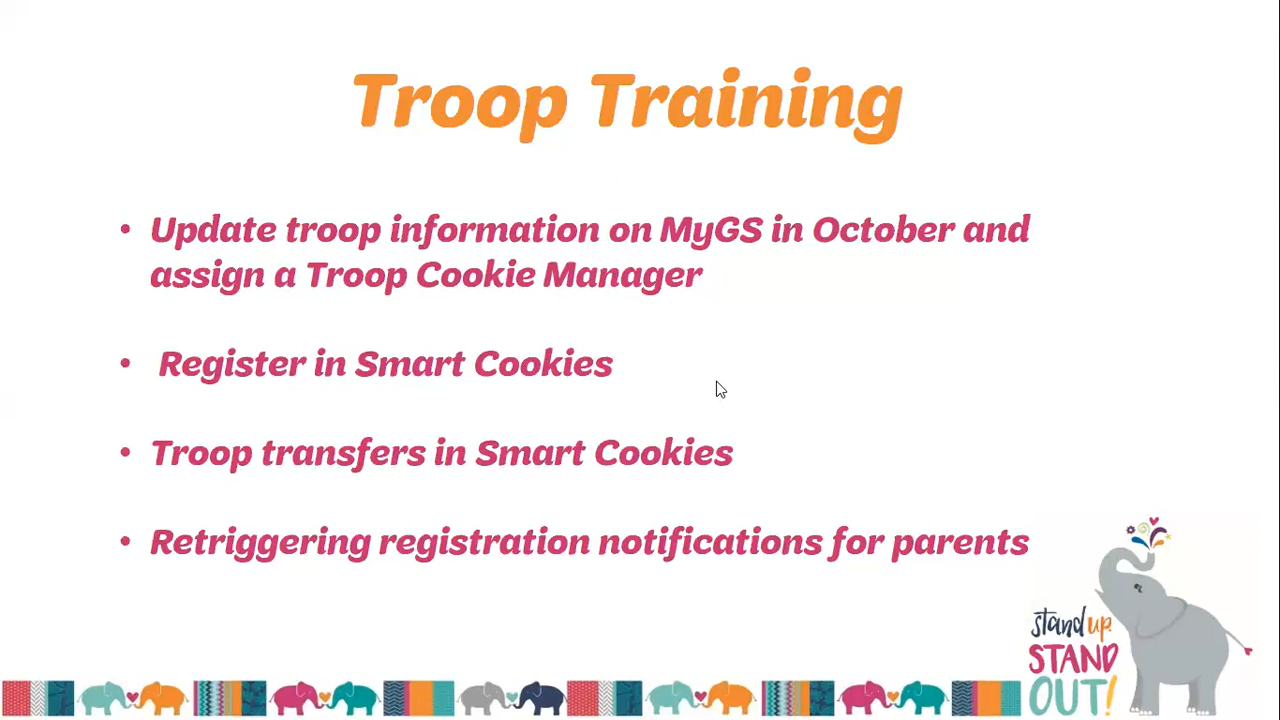 Troop Training
• Update troop information on MyGS in October and
assign a Troop Cookie Manager
• Register in Smart Cookies
• Troop transfers in Smart Cookies
• Retriggering registration notifications for parents
stand up.
STAND
OUT!